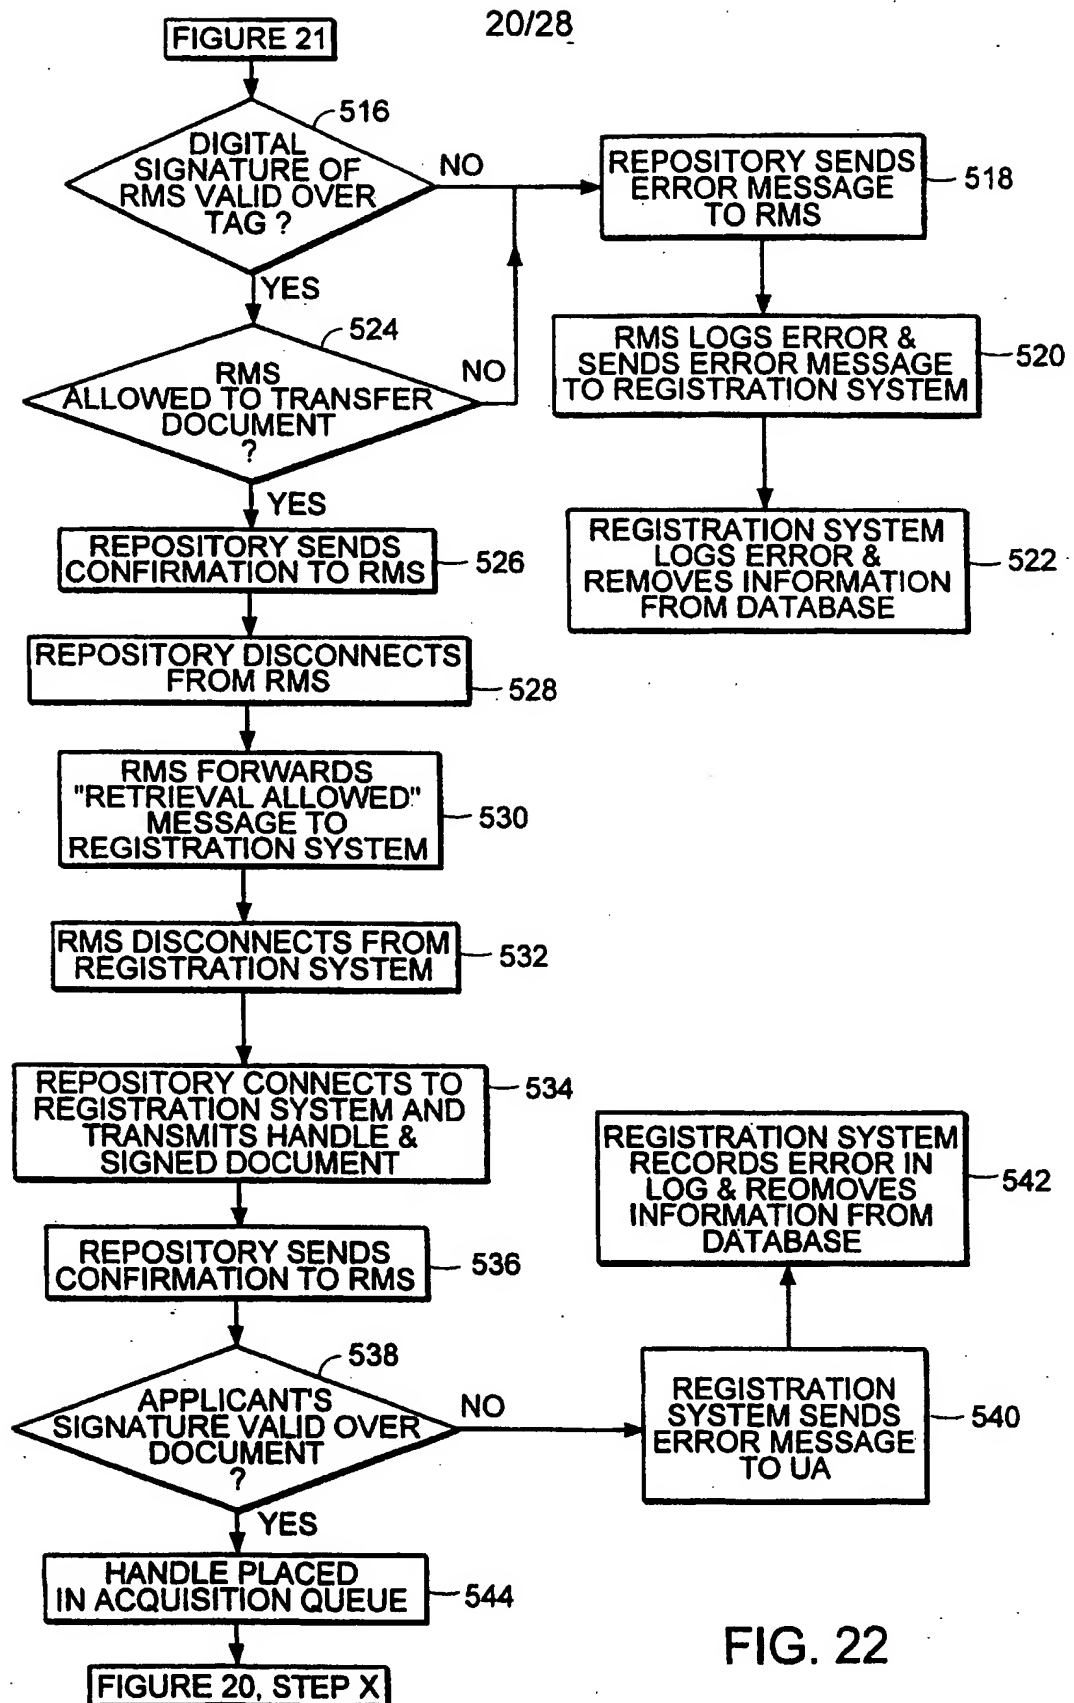 20/28
FIGURE 21
516
DIGITAL
SIGNATURE OF
RMS VALID OVER
TAG ?
NO
YES
REPOSITORY SENDS
ERROR MESSAGE
TO RMS
518
524
RMS
ALLOWED TO TRANSFER
DOCUMENT
?
NO
YES
RMS LOGS ERROR &
SENDS ERROR MESSAGE
TO REGISTRATION SYSTEM
520
REGISTRATION SYSTEM
LOGS ERROR &
REMOVES INFORMATION
FROM DATABASE
522
REPOSITORY SENDS
CONFIRMATION TO RMS
526
REPOSITORY DISCONNECTS
FROM RMS
528
RMS FORWARDS
"RETRIEVAL ALLOWED"
MESSAGE TO
REGISTRATION SYSTEM
530
RMS DISCONNECTS FROM
REGISTRATION SYSTEM
532
REPOSITORY CONNECTS TO
REGISTRATION SYSTEM AND
TRANSMITS HANDLE &
SIGNED DOCUMENT
534
REPOSITORY SENDS
CONFIRMATION TO RMS
536
538
APPLICANT'S
SIGNATURE VALID OVER
DOCUMENT
?
NO
YES
REGISTRATION
SYSTEM SENDS
ERROR MESSAGE
TO UA
540
REGISTRATION SYSTEM
RECORDS ERROR IN
LOG & REOMOVES
INFORMATION FROM
DATABASE
542
HANDLE PLACED
IN ACQUISITION QUEUE
544
FIGURE 20, STEP X
FIG. 22